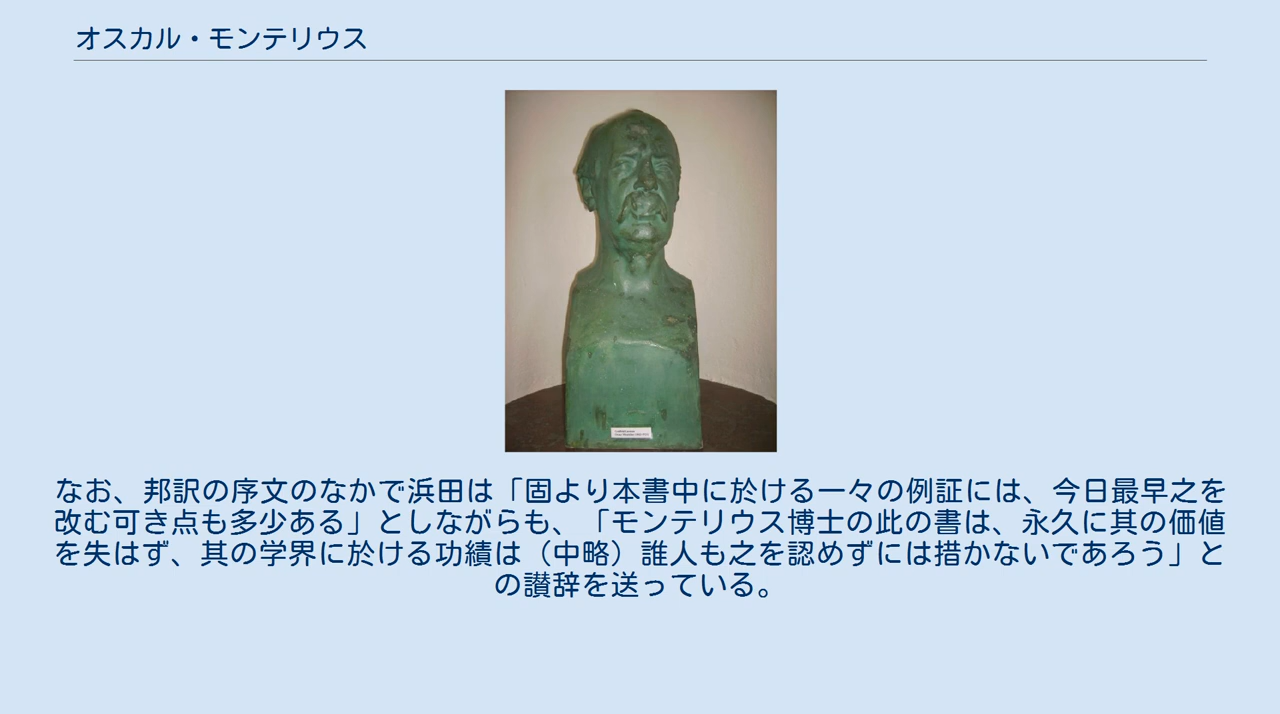 オスカル・モンテリウス
なお、邦訳の序文のなかで浜田は「固より本書中に於ける一々の例証には、今日最早之を
改む可き点も多少ある」としながらも、「モンテリウス博士の此の書は、永久に其の価値
を失はず、其の学界に於ける功績は（中略）誰人も之を認めずには措かないであろう」と
の讃辞を送っている。